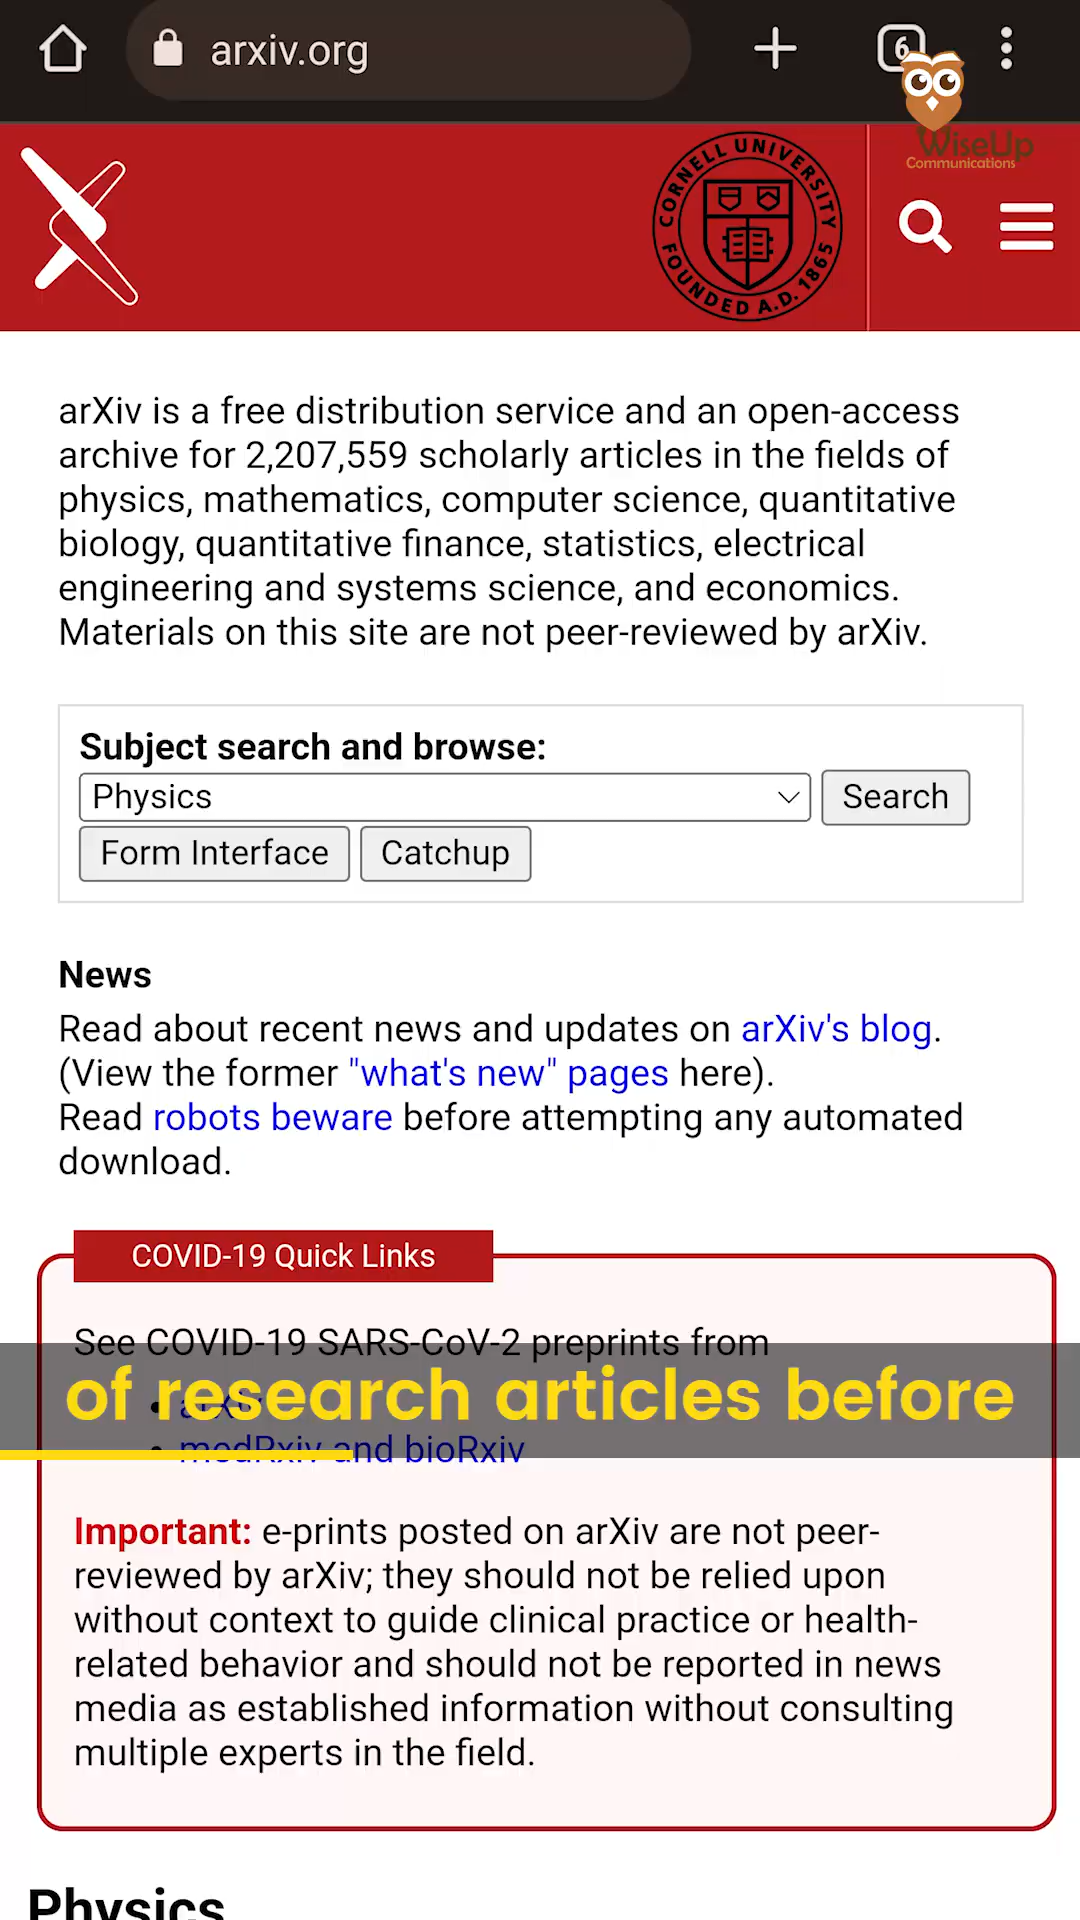 arxiv.org
6
WiseUp
Communications
CORNELL UNIVERSITY
FOUNDED A.D. 1865
arXiv is a free distribution service and an open-access
archive for 2,207,559 scholarly articles in the fields of
physics, mathematics, computer science, quantitative
biology, quantitative finance, statistics, electrical
engineering and systems science, and economics.
Materials on this site are not peer-reviewed by arXiv.
Subject search and browse:
Physics
Search
Form Interface
Catchup
News
Read about recent news and updates on arXiv's blog.
(View the former "what's new" pages here).
Read robots beware before attempting any automated
download.
COVID-19 Quick Links
See COVID-19 SARS-CoV-2 preprints from
of research articles before
arXiv
medRxiv and bioRxiv
Important: e-prints posted on arXiv are not peer-
reviewed by arXiv; they should not be relied upon
without context to guide clinical practice or health-
related behavior and should not be reported in news
media as established information without consulting
multiple experts in the field.
Physics